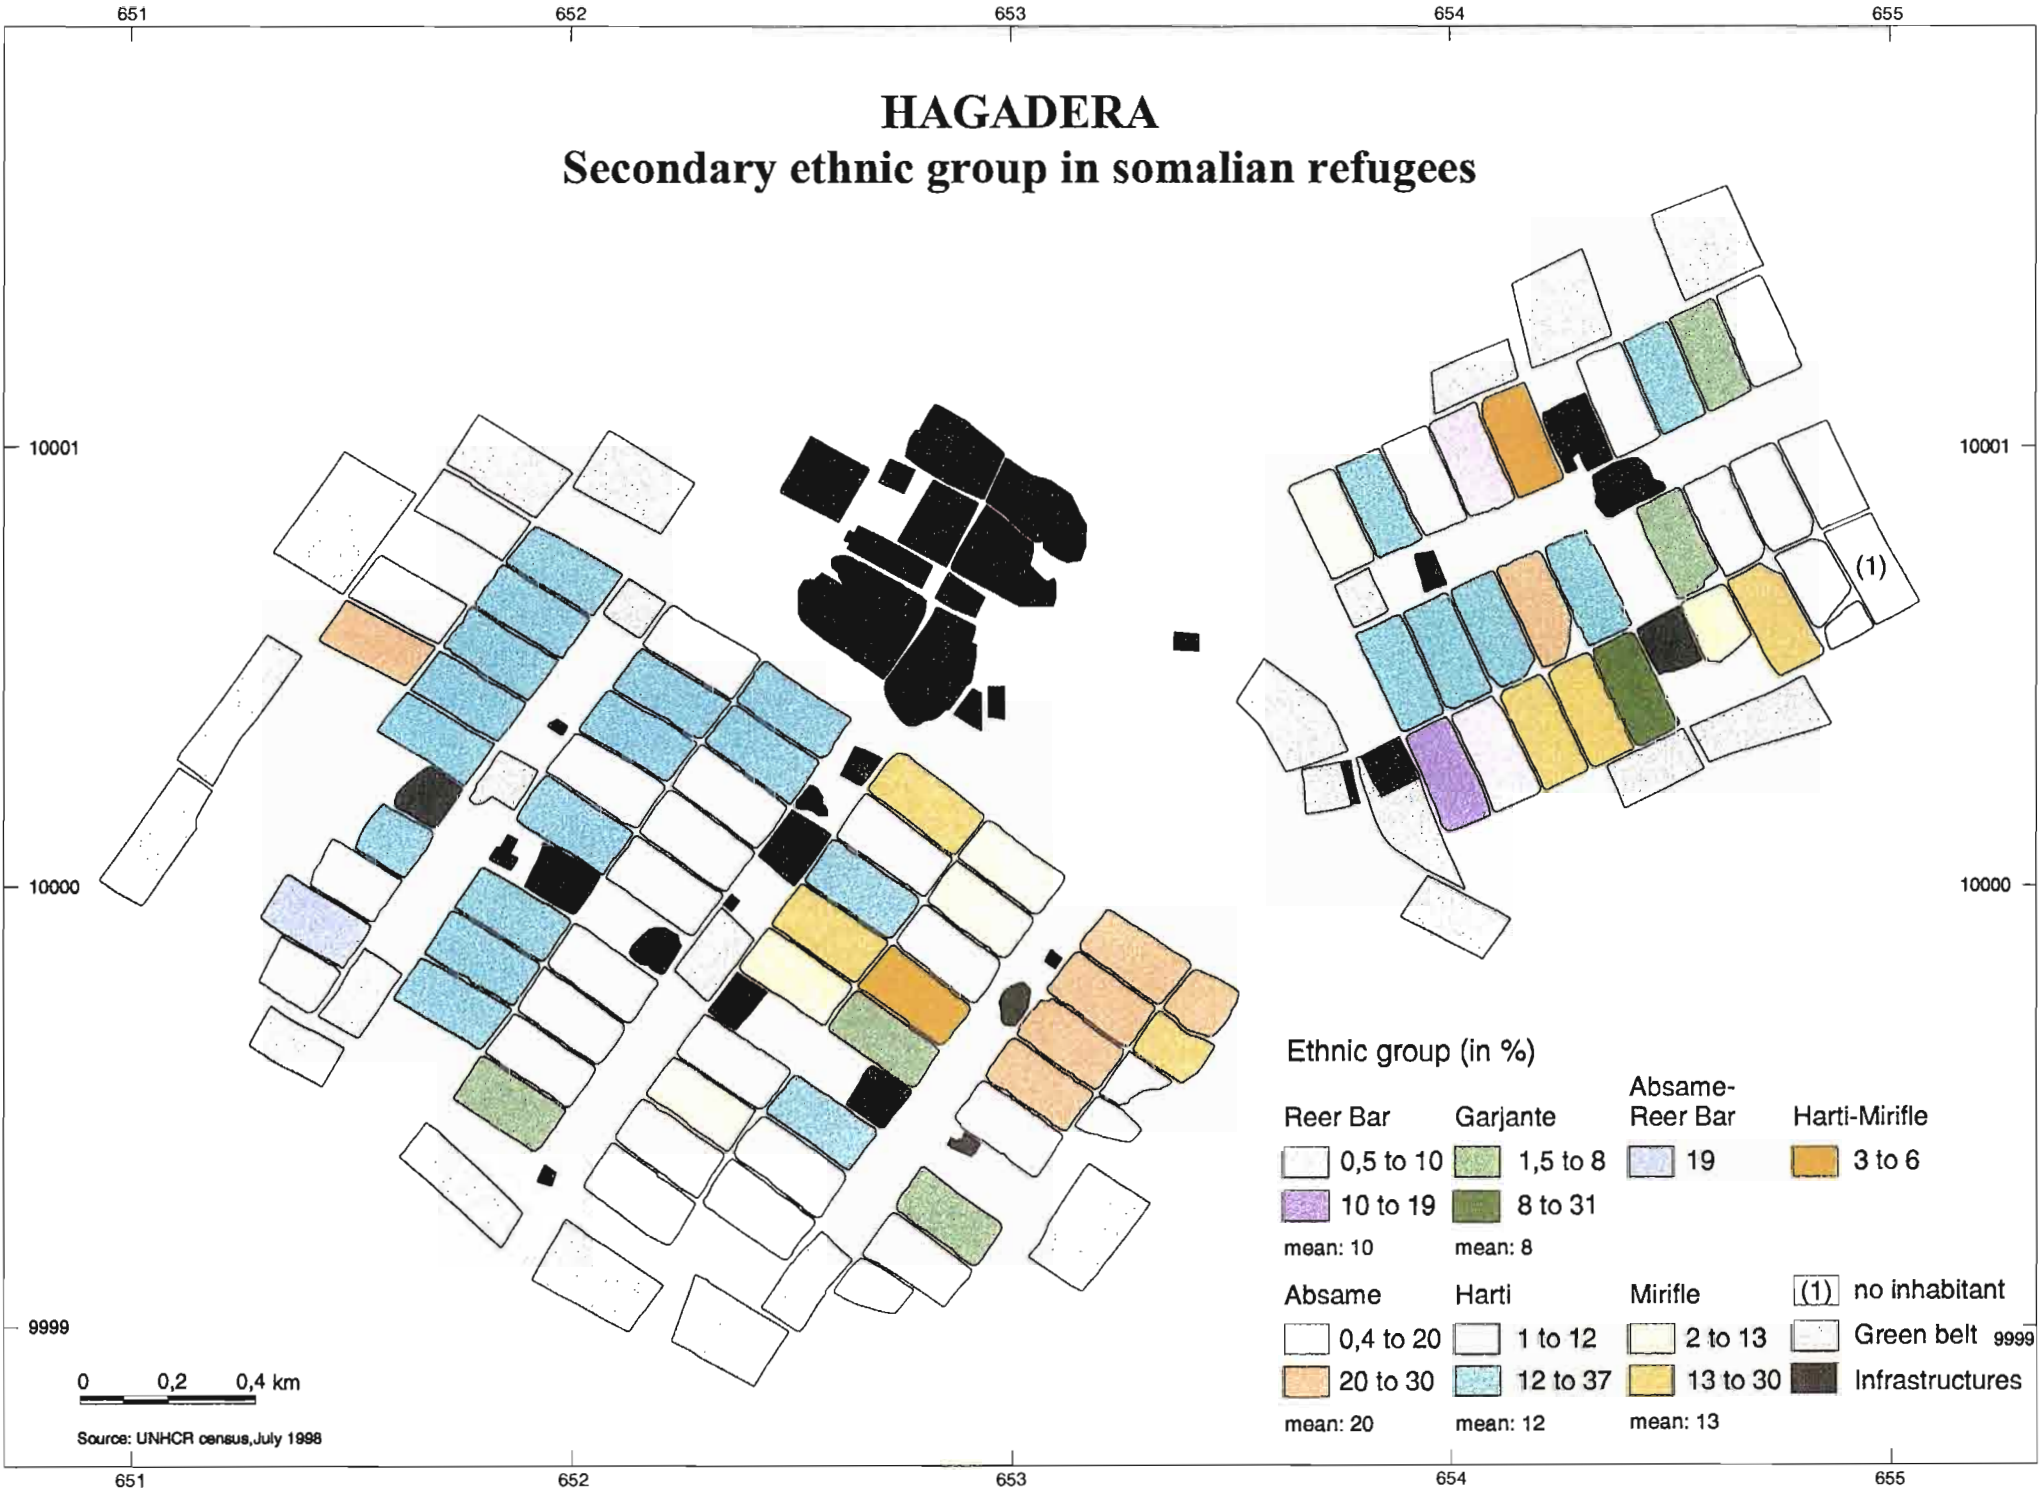 651 652 653 654 655
HAGADERA
Secondary ethnic group in somalian refugees
10001 10001
(1)
10000 10000
Ethnic group (in %)
Reer Bar Garjante Absame-
Reer Bar Harti-Mirifle
0,5 to 10 1,5 to 8 19 3 to 6
10 to 19 8 to 31
mean: 10 mean: 8
Absame Harti Mirifle (1) no inhabitant
0,4 to 20 1 to 12 2 to 13 Green belt
9999 9999
20 to 30 12 to 37 13 to 30 Infrastructures
mean: 20 mean: 12 mean: 13
0 0,2 0,4 km
Source: UNHCR census,July 1998
651 652 653 654 655